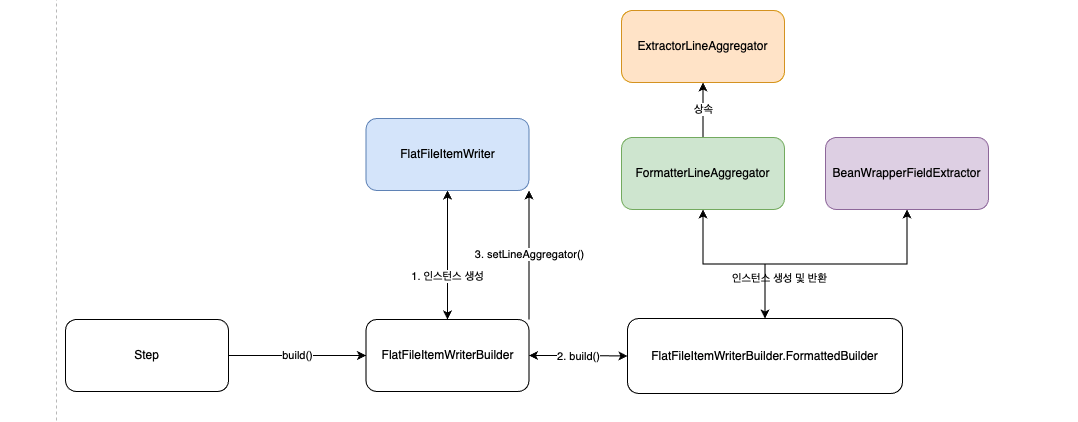 ExtractorLineAggregator
상속
FlatFileItemWriter
FormatterLineAggregator
BeanWrapperFieldExtractor
3. setLineAggregator()
1. 인스턴스 생성
인스턴스 생성 및 반환
Step
build()
FlatFileItemWriterBuilder
2. build()
FlatFileItemWriterBuilder.FormattedBuilder